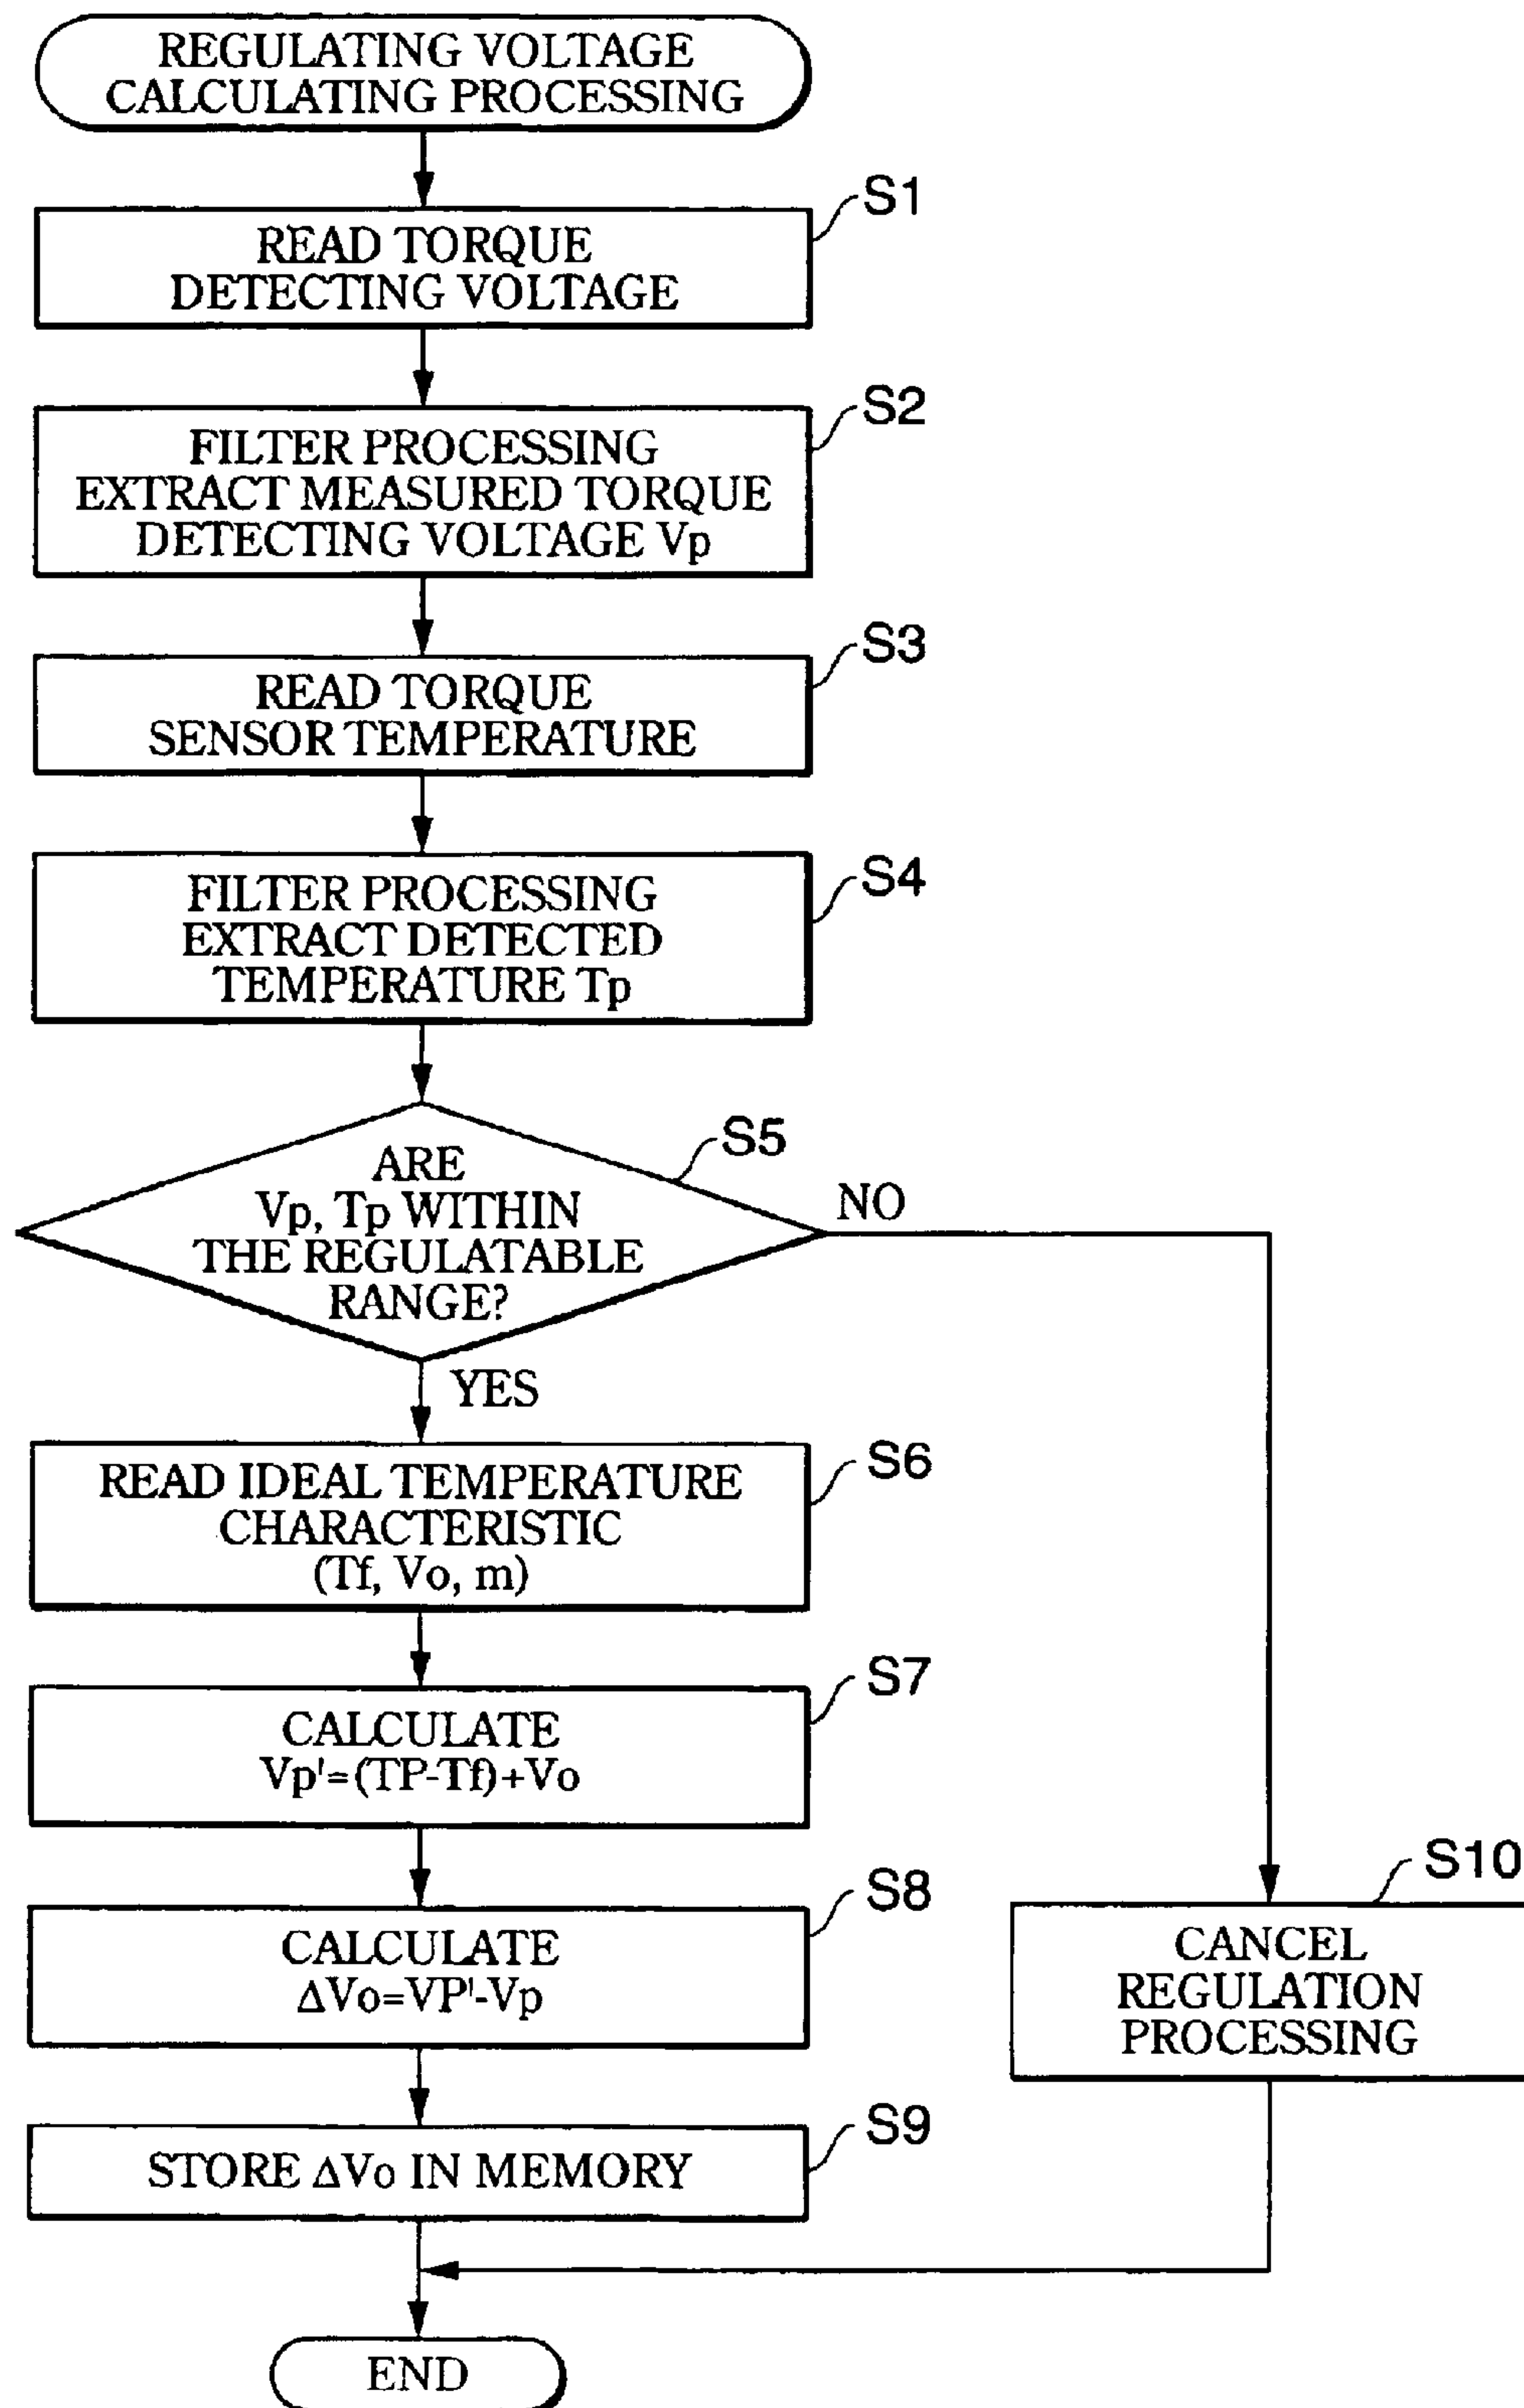 REGULATING VOLTAGE
CALCULATING PROCESSING
S1
READ TORQUE
DETECTING VOLTAGE
S2
FILTER PROCESSING
EXTRACT MEASURED TORQUE
DETECTING VOLTAGE Vp
S3
READ TORQUE
SENSOR TEMPERATURE
S4
FILTER PROCESSING
EXTRACT DETECTED
TEMPERATURE Tp
S5
ARE
Vp, Tp WITHIN
THE REGULATABLE
RANGE?
NO
YES
S6
READ IDEAL TEMPERATURE
CHARACTERISTIC
(Tf, Vo, m)
S7
CALCULATE
Vp'=(TP-Tf)+Vo
S8
CALCULATE
ΔVo=VP'-Vp
S10
CANCEL
REGULATION
PROCESSING
S9
STORE ΔVo IN MEMORY
END